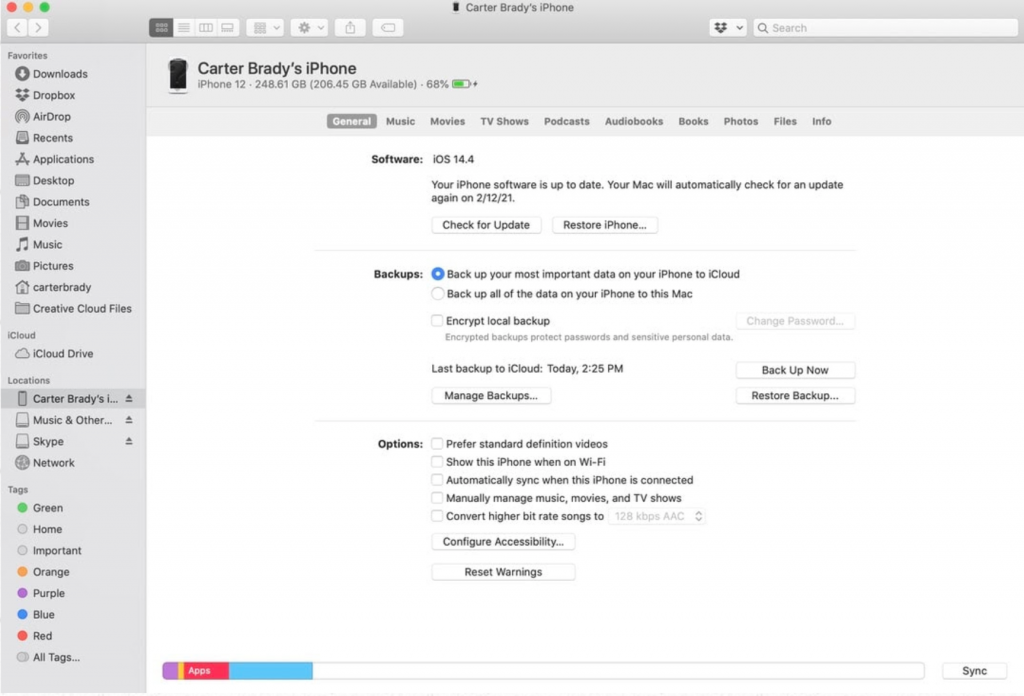 Carter Brady's iPhone
Search
Favorites
Downloads
Dropbox
AirDrop
Recents
Applications
Desktop
Documents
Movies
Music
Pictures
carterbrady
Creative Cloud Files
iCloud
iCloud Drive
Locations
Carter Brady's i...
Music & Other...
Skype
Network
Tags
Green
Home
Important
Orange
Purple
Blue
Red
All Tags...
Carter Brady's iPhone
iPhone 12 · 248.61 GB (206.45 GB Available) · 68%
General Music Movies TV Shows Podcasts Audiobooks Books Photos Files Info
Software: iOS 14.4
Your iPhone software is up to date. Your Mac will automatically check for an update
again on 2/12/21.
Check for Update Restore iPhone...
Backups: Back up your most important data on your iPhone to iCloud
Back up all of the data on your iPhone to this Mac
Encrypt local backup Change Password...
Encrypted backups protect passwords and sensitive personal data.
Last backup to iCloud: Today, 2:25 PM Back Up Now
Manage Backups... Restore Backup...
Options: Prefer standard definition videos
Show this iPhone when on Wi-Fi
Automatically sync when this iPhone is connected
Manually manage music, movies, and TV shows
Convert higher bit rate songs to 128 kbps AAC
Configure Accessibility...
Reset Warnings
Apps Sync